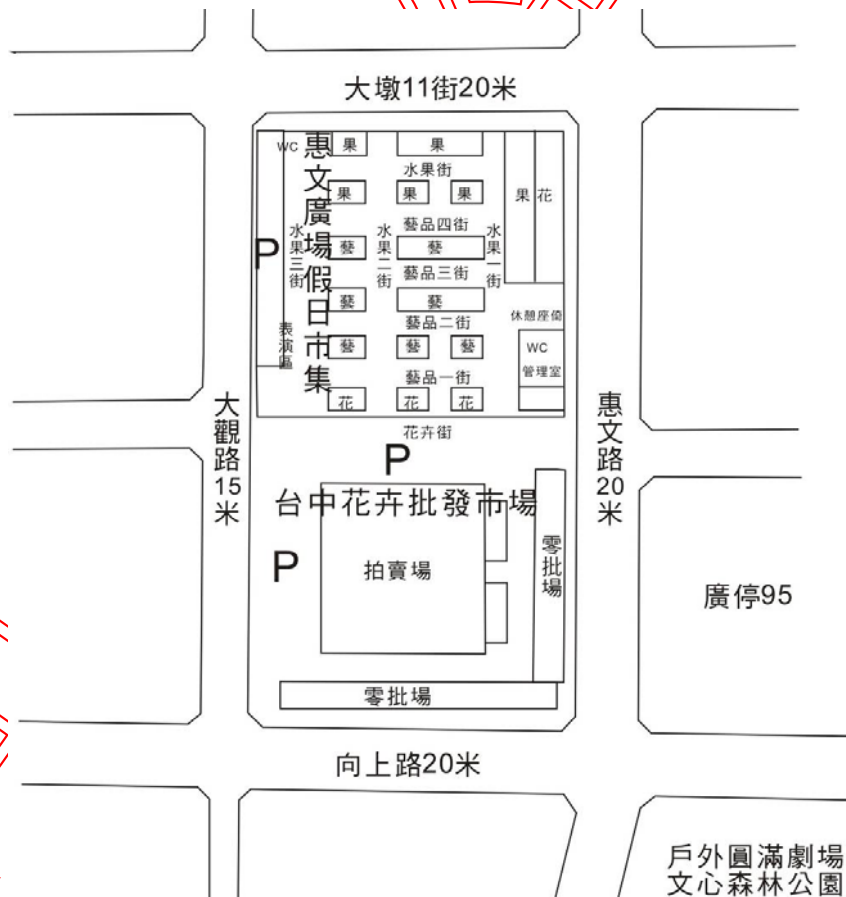 大墩11街20米
WC
惠文廣場假日市集
果
果
水果街
果
果
果
果
花
藝品四街
水果三街
水果二街
水果一街
P
藝
藝
藝品三街
藝
藝
藝品二街
休憩座倚
表演區
藝
藝
藝
WC
管理室
藝品一街
花
花
花
花卉街
大觀路15米
惠文路20米
P
台中花卉批發市場
P
拍賣場
零批場
廣停95
零批場
向上路20米
戶外圓滿劇場
文心森林公園